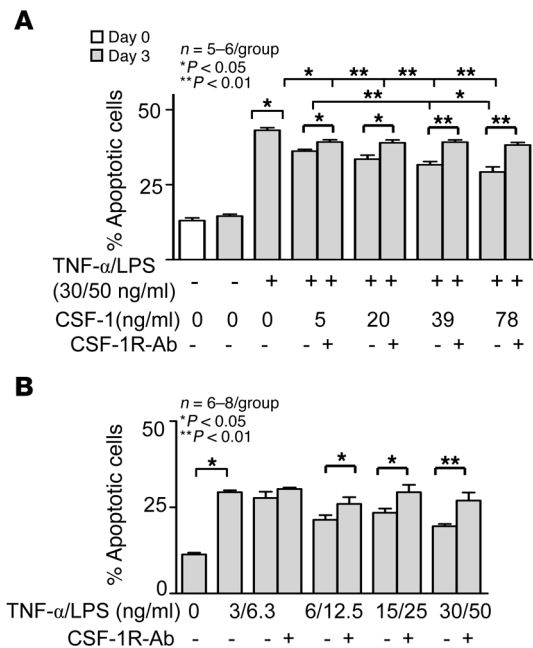 A
Day 0
Day 3
n = 5–6/group
*P < 0.05
**P < 0.01
* ** ** **
** *
* * * ** **
50
25
% Apoptotic cells
TNF-α/LPS - - + + + + + + + + +
(30/50 ng/ml)
CSF-1(ng/ml) 0 0 0 5 20 39 78
CSF-1R-Ab - - - - + - + - + - +
B
n = 6–8/group
*P < 0.05
**P < 0.01
* * * **
50
25
0
% Apoptotic cells
TNF-α/LPS (ng/ml) 0 3/6.3 6/12.5 15/25 30/50
CSF-1R-Ab - - - + - + - + - +